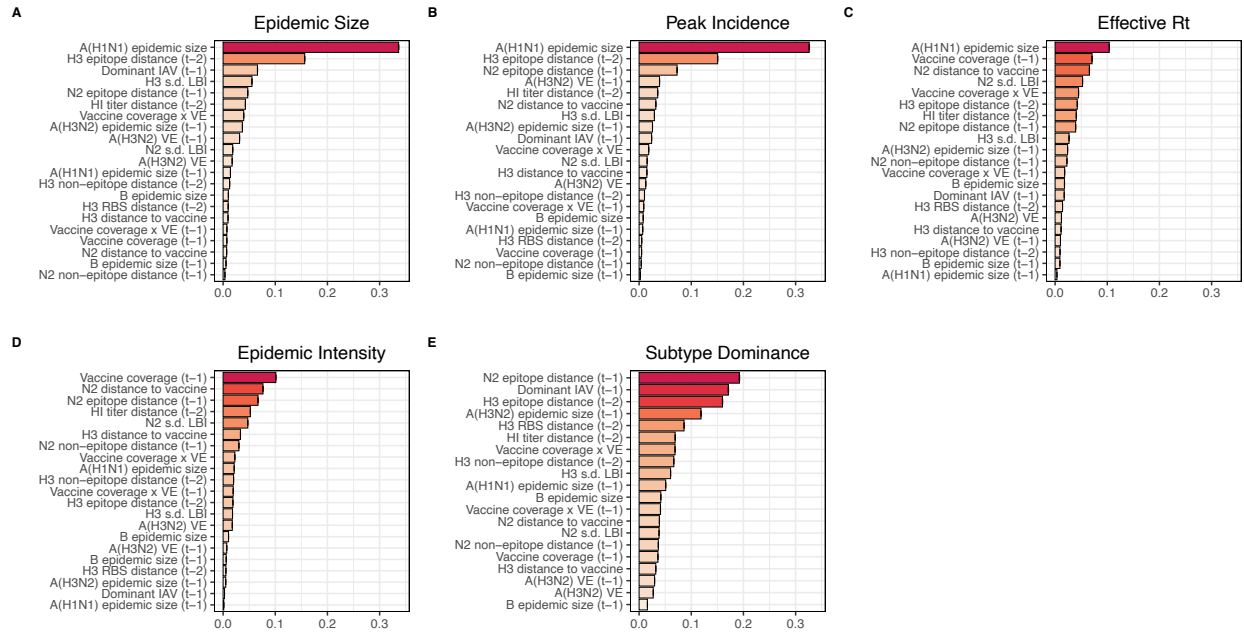 A
Epidemic Size
A(H1N1) epidemic size
H3 epitope distance (t−2)
Dominant IAV (t−1)
H3 s.d. LBI
N2 epitope distance (t−1)
HI titer distance (t−2)
Vaccine coverage x VE
A(H3N2) epidemic size (t−1)
A(H3N2) VE (t−1)
N2 s.d. LBI
A(H3N2) VE
A(H1N1) epidemic size (t−1)
H3 non−epitope distance (t−2)
B epidemic size
H3 RBS distance (t−2)
H3 distance to vaccine
Vaccine coverage x VE (t−1)
Vaccine coverage (t−1)
N2 distance to vaccine
B epidemic size (t−1)
N2 non−epitope distance (t−1)
0.0 0.1 0.2 0.3
B
Peak Incidence
A(H1N1) epidemic size
H3 epitope distance (t−2)
N2 epitope distance (t−1)
A(H3N2) VE (t−1)
HI titer distance (t−2)
N2 distance to vaccine
H3 s.d. LBI
A(H3N2) epidemic size (t−1)
Dominant IAV (t−1)
Vaccine coverage x VE
N2 s.d. LBI
H3 distance to vaccine
A(H3N2) VE
H3 non−epitope distance (t−2)
Vaccine coverage x VE (t−1)
B epidemic size
A(H1N1) epidemic size (t−1)
H3 RBS distance (t−2)
Vaccine coverage (t−1)
N2 non−epitope distance (t−1)
B epidemic size (t−1)
0.0 0.1 0.2 0.3
C
Effective Rt
A(H1N1) epidemic size
Vaccine coverage (t−1)
N2 distance to vaccine
N2 s.d. LBI
Vaccine coverage x VE
H3 epitope distance (t−2)
HI titer distance (t−2)
N2 epitope distance (t−1)
H3 s.d. LBI
A(H3N2) epidemic size (t−1)
N2 non−epitope distance (t−1)
Vaccine coverage x VE (t−1)
B epidemic size
Dominant IAV (t−1)
H3 RBS distance (t−2)
A(H3N2) VE
H3 distance to vaccine
A(H3N2) VE (t−1)
H3 non−epitope distance (t−2)
B epidemic size (t−1)
A(H1N1) epidemic size (t−1)
0.0 0.1 0.2 0.3
D
Epidemic Intensity
Vaccine coverage (t−1)
N2 distance to vaccine
N2 epitope distance (t−1)
HI titer distance (t−2)
N2 s.d. LBI
H3 distance to vaccine
N2 non−epitope distance (t−1)
Vaccine coverage x VE
A(H1N1) epidemic size
H3 non−epitope distance (t−2)
Vaccine coverage x VE (t−1)
H3 epitope distance (t−2)
H3 s.d. LBI
A(H3N2) VE
B epidemic size
A(H3N2) VE (t−1)
B epidemic size (t−1)
H3 RBS distance (t−2)
A(H3N2) epidemic size (t−1)
Dominant IAV (t−1)
A(H1N1) epidemic size (t−1)
0.0 0.1 0.2 0.3
E
Subtype Dominance
N2 epitope distance (t−1)
Dominant IAV (t−1)
H3 epitope distance (t−2)
A(H3N2) epidemic size (t−1)
H3 RBS distance (t−2)
HI titer distance (t−2)
Vaccine coverage x VE
H3 non−epitope distance (t−2)
H3 s.d. LBI
A(H1N1) epidemic size (t−1)
B epidemic size
Vaccine coverage x VE (t−1)
N2 distance to vaccine
N2 s.d. LBI
N2 non−epitope distance (t−1)
Vaccine coverage (t−1)
H3 distance to vaccine
A(H3N2) VE (t−1)
A(H3N2) VE
B epidemic size (t−1)
0.0 0.1 0.2 0.3